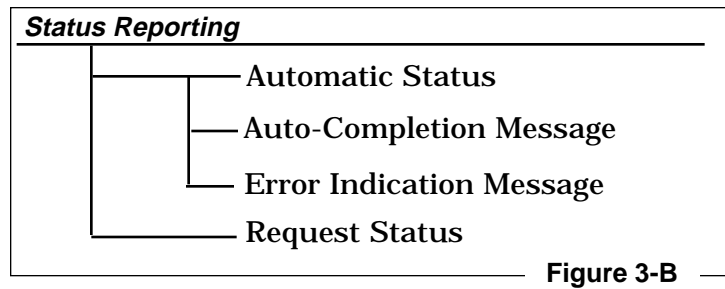 Status Reporting
Automatic Status
Auto-Completion Message
Error Indication Message
Request Status
Figure 3-B